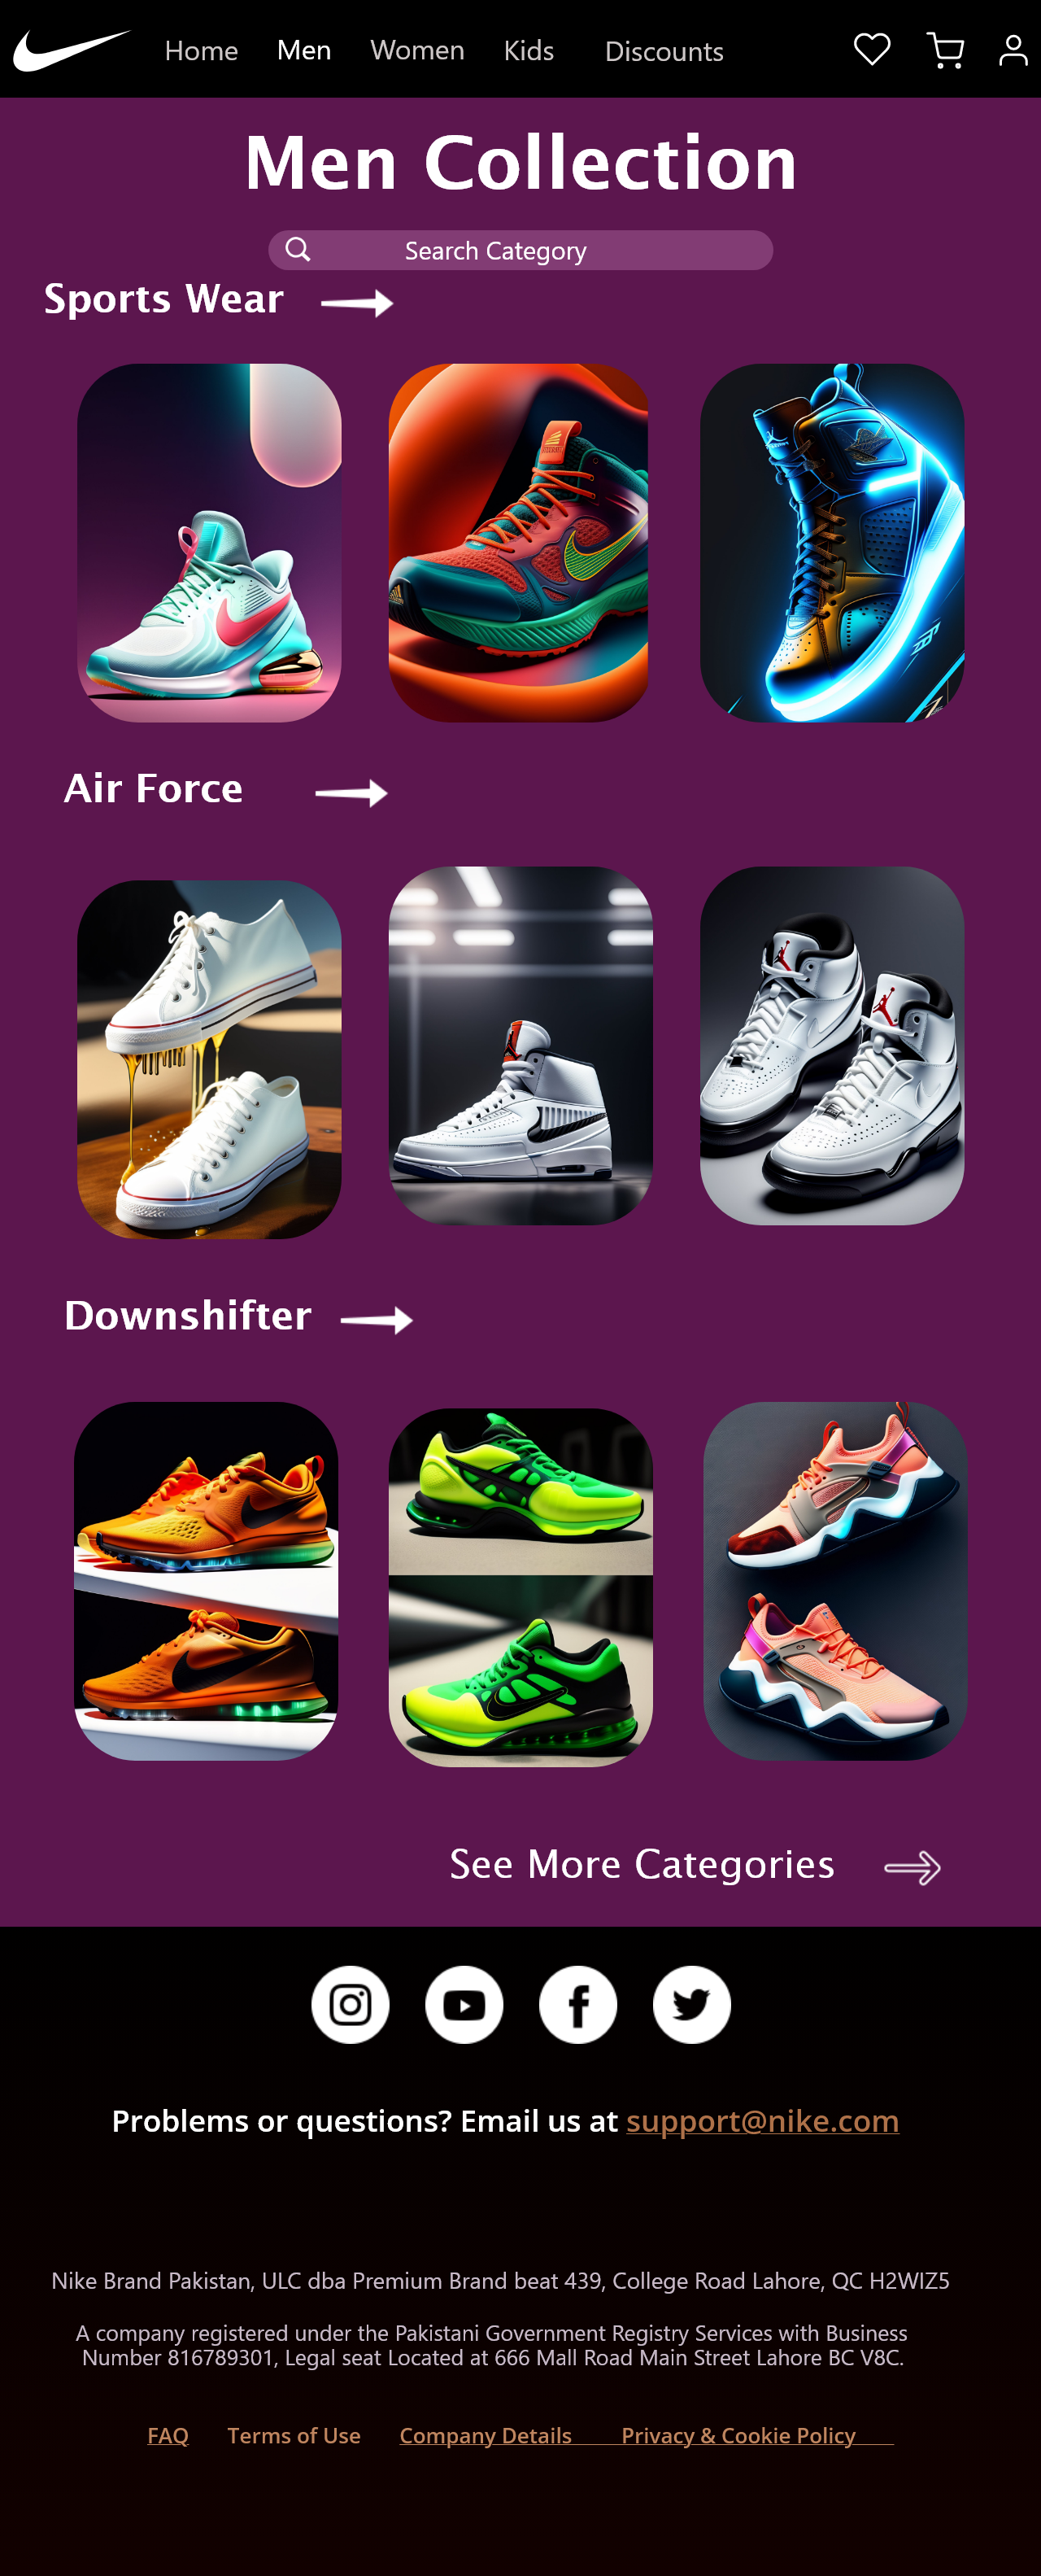 Home Men Women Kids Discounts
Men Collection
Search Category
Sports Wear
Air Force
Downshifter
See More Categories
Problems or questions? Email us at support@nike.com
Nike Brand Pakistan, ULC dba Premium Brand beat 439, College Road Lahore, QC H2WIZ5
A company registered under the Pakistani Government Registry Services with Business
Number 816789301, Legal seat Located at 666 Mall Road Main Street Lahore BC V8C.
FAQ Terms of Use Company Details Privacy & Cookie Policy